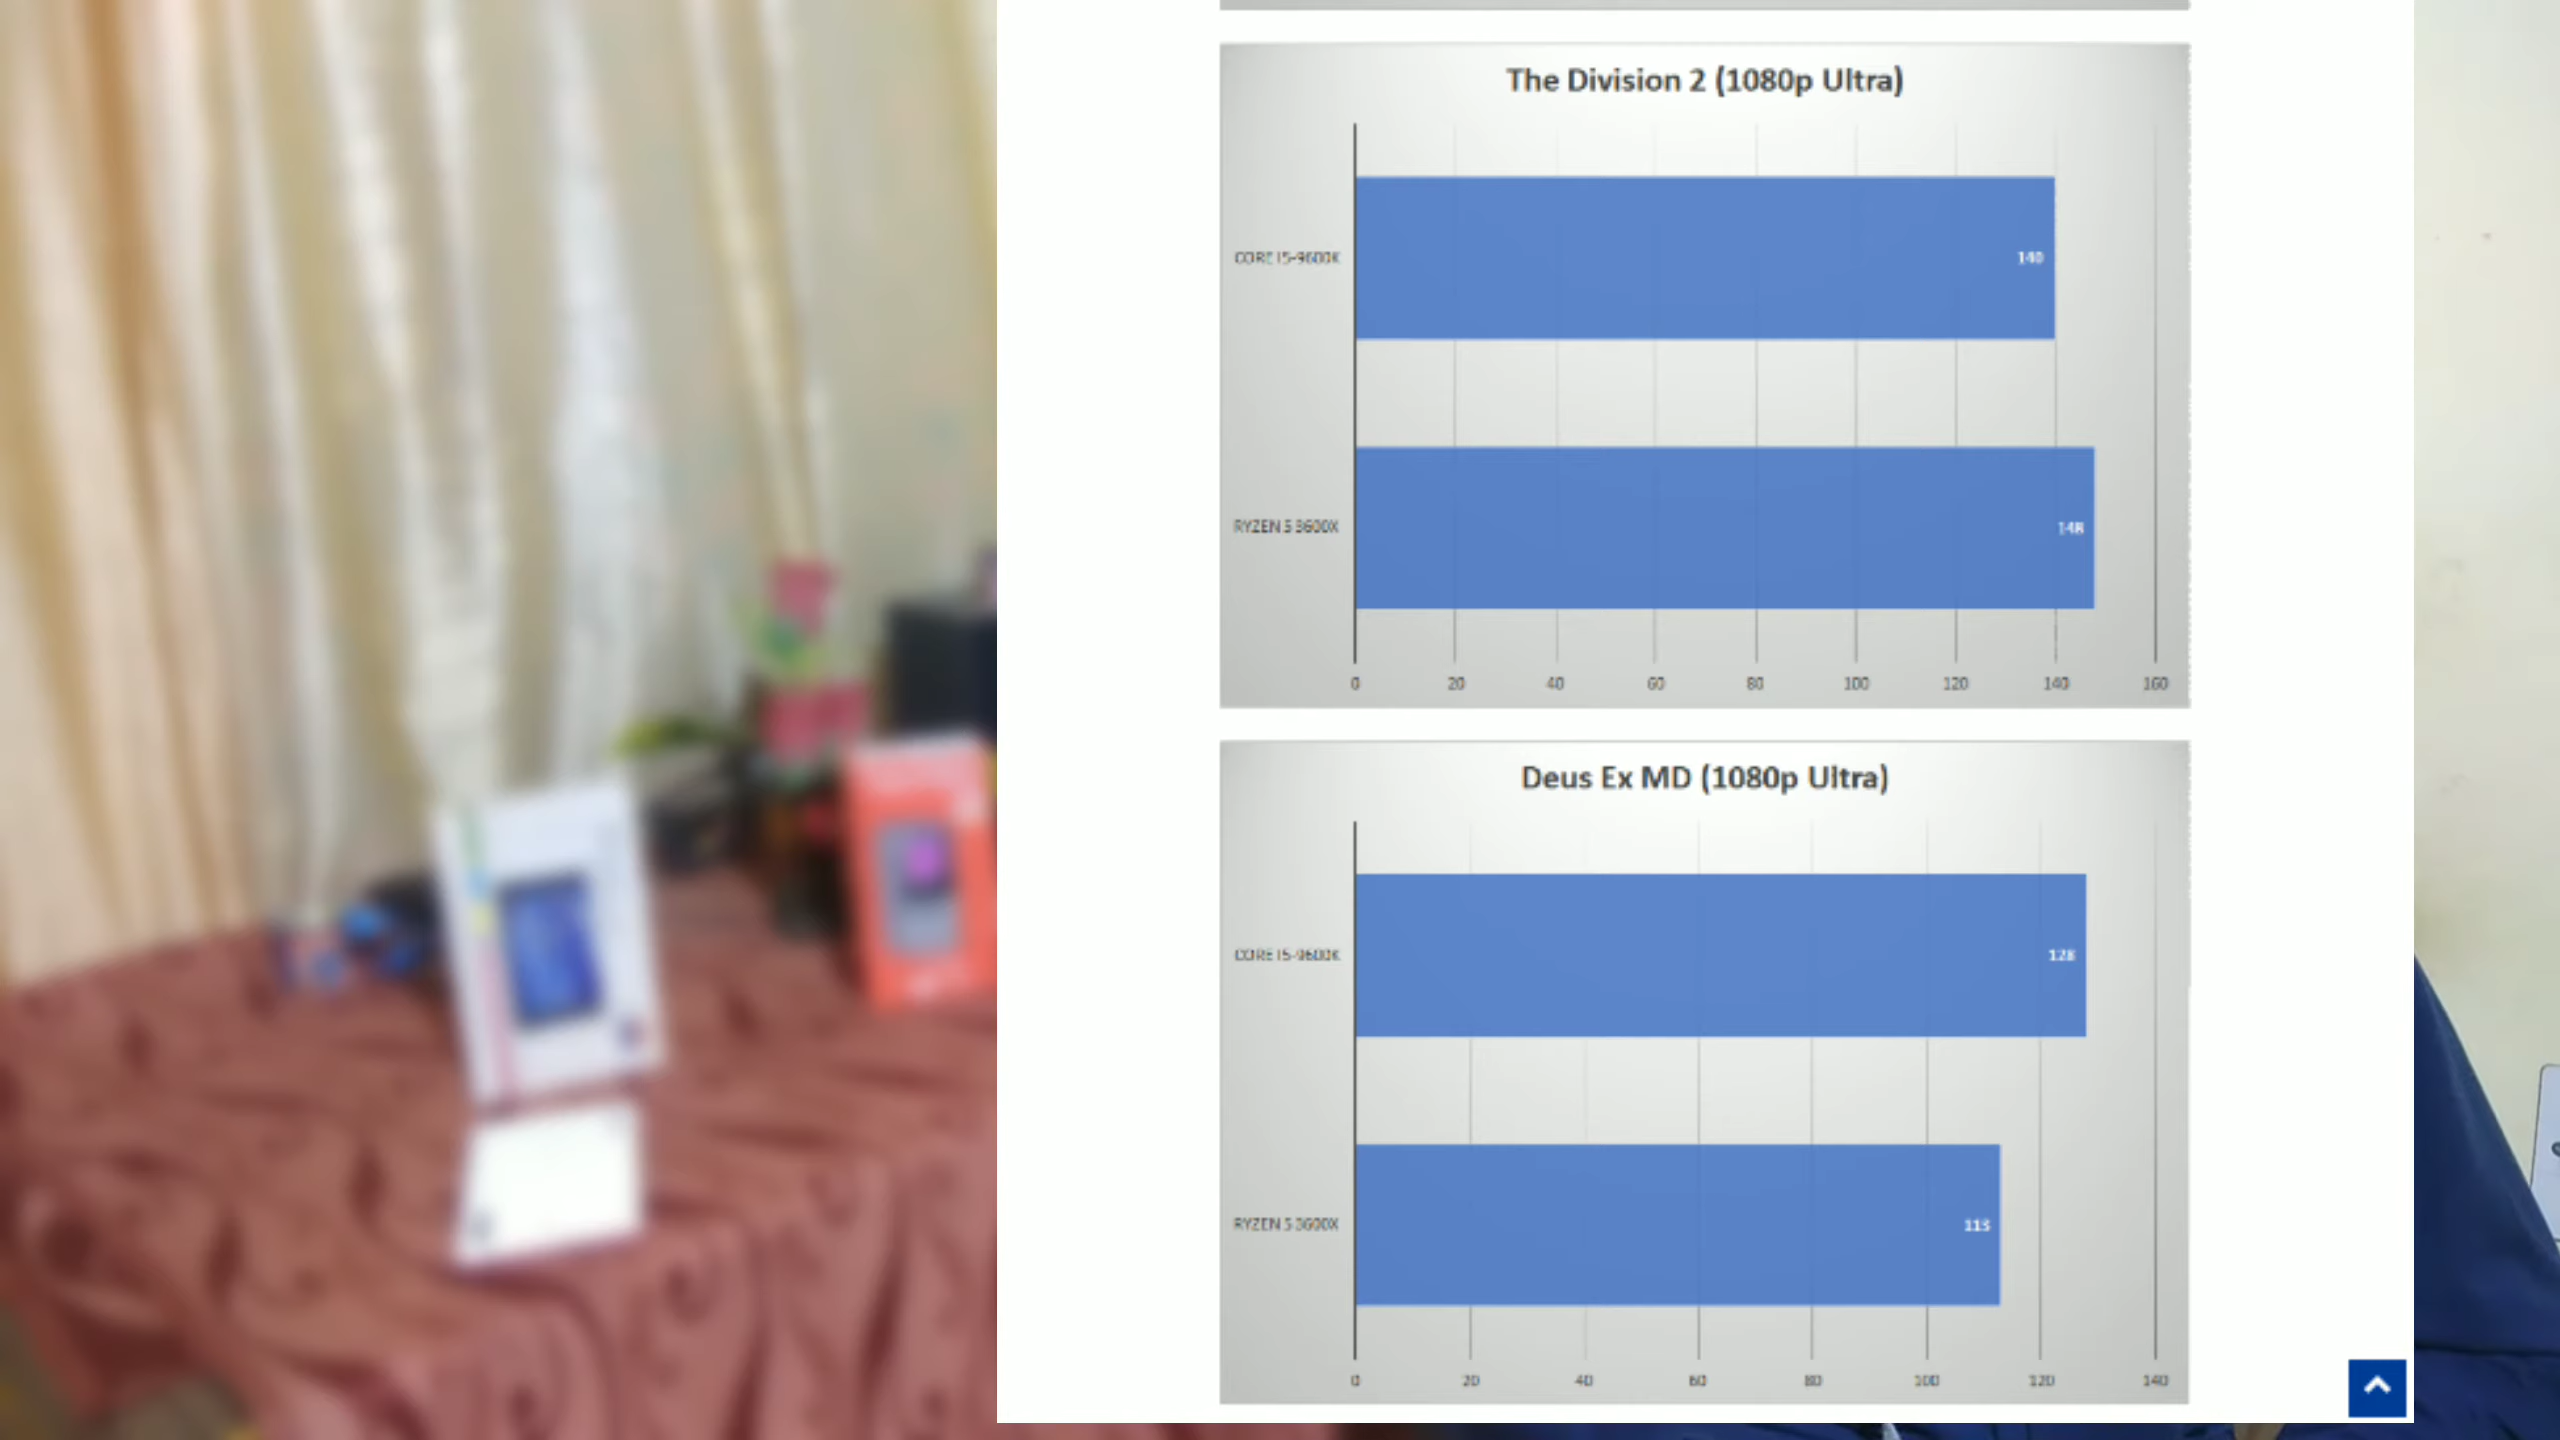 The Division 2 (1080p Ultra)
CORE I5-9600K
140
RYZEN 5 3600X
148
0 20 40 60 80 100 120 140 160
Deus Ex MD (1080p Ultra)
CORE I5-9600K
128
RYZEN 5 3600X
113
0 20 40 60 80 100 120 140